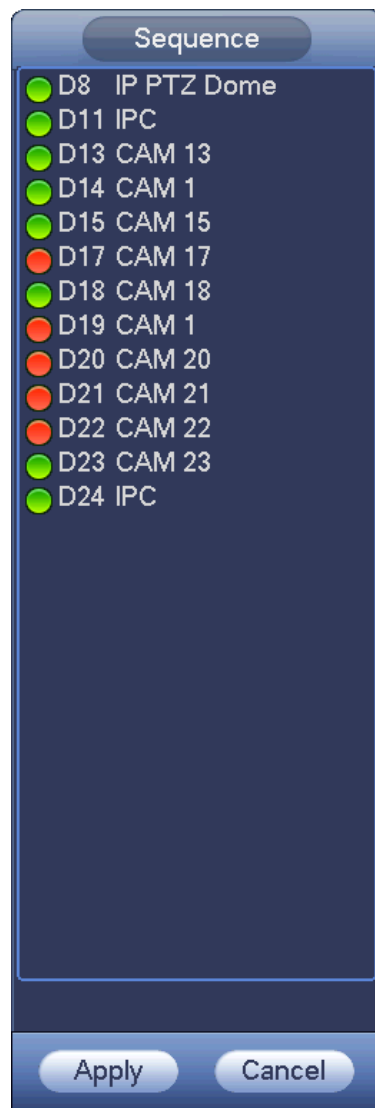 Sequence
D8 IP PTZ Dome
D11 IPC
D13 CAM 13
D14 CAM 1
D15 CAM 15
D17 CAM 17
D18 CAM 18
D19 CAM 1
D20 CAM 20
D21 CAM 21
D22 CAM 22
D23 CAM 23
D24 IPC
Apply Cancel